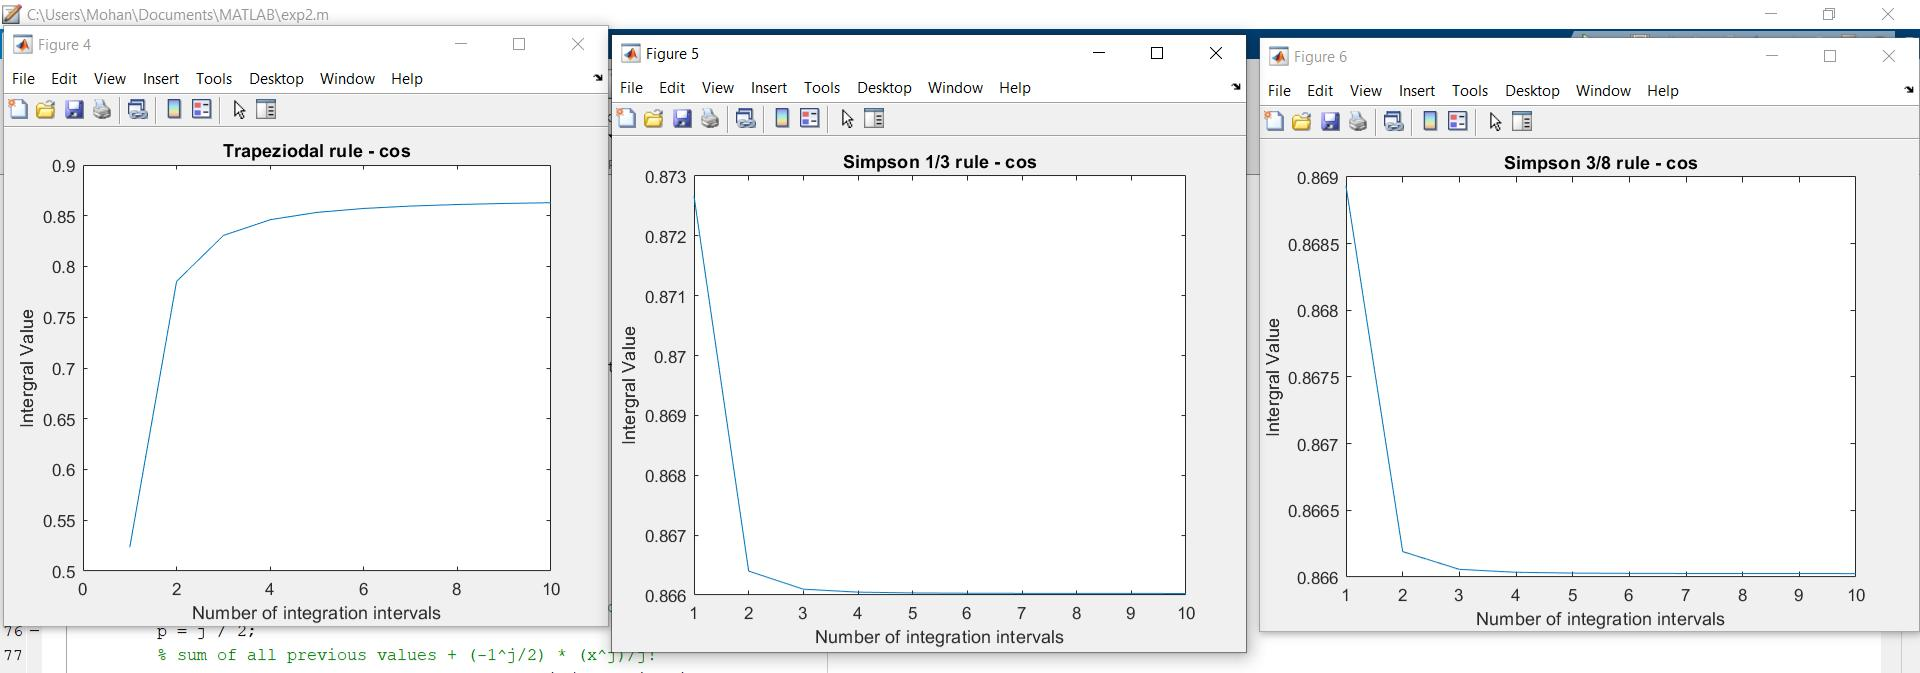 C:\Users\Mohan\Documents\MATLAB\exp2.m
Figure 4
File Edit View Insert Tools Desktop Window Help
Trapeziodal rule - cos
0.9
0.85
0.8
0.75
0.7
0.65
0.6
0.55
0.5
Intergral Value
0 2 4 6 8 10
Number of integration intervals
Figure 5
File Edit View Insert Tools Desktop Window Help
Simpson 1/3 rule - cos
0.873
0.872
0.871
0.87
0.869
0.868
0.867
0.866
Intergral Value
1 2 3 4 5 6 7 8 9 10
Number of integration intervals
Figure 6
File Edit View Insert Tools Desktop Window Help
Simpson 3/8 rule - cos
0.869
0.8685
0.868
0.8675
0.867
0.8665
0.866
Intergral Value
1 2 3 4 5 6 7 8 9 10
Number of integration intervals
76 – p = j / 2;
77 % sum of all previous values + (-1^j/2) * (x^j)/j!